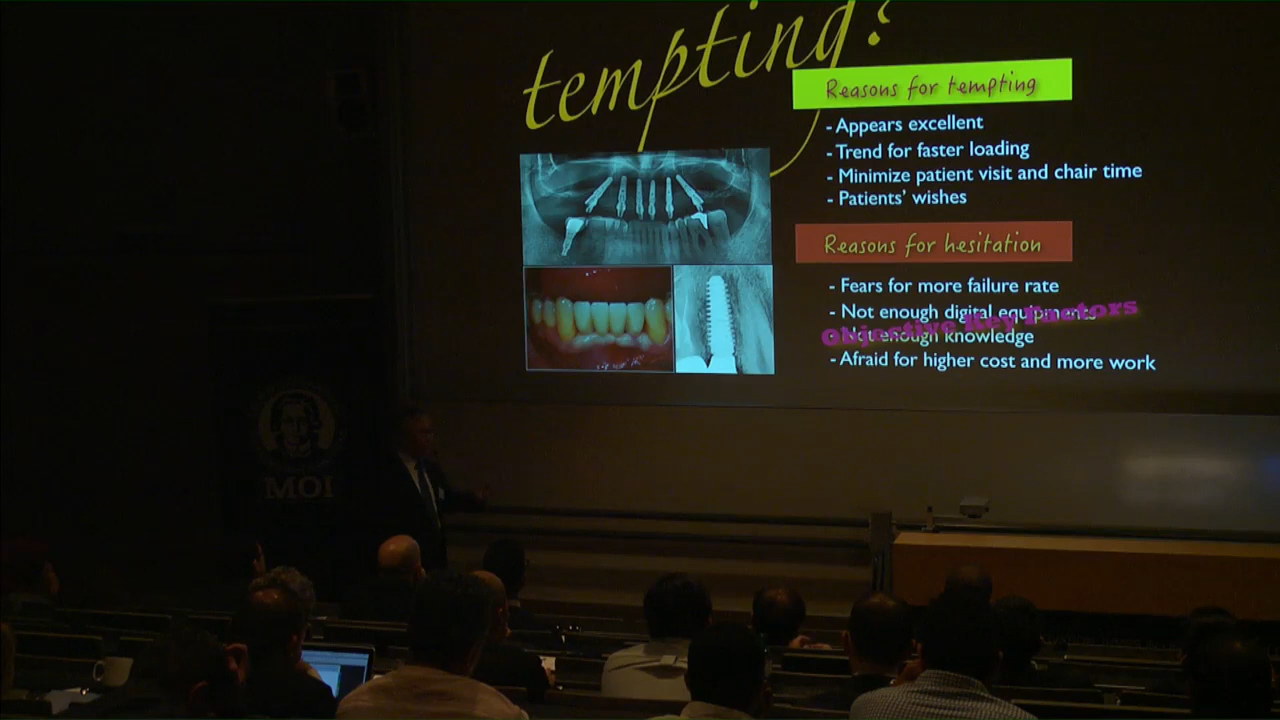 tempting?
Reasons for tempting
- Appears excellent
- Trend for faster loading
- Minimize patient visit and chair time
- Patients' wishes
Reasons for hesitation
- Fears for more failure rate
- Not enough digital equipments
Objective Key Factors
- Not enough knowledge
- Afraid for higher cost and more work
MOI